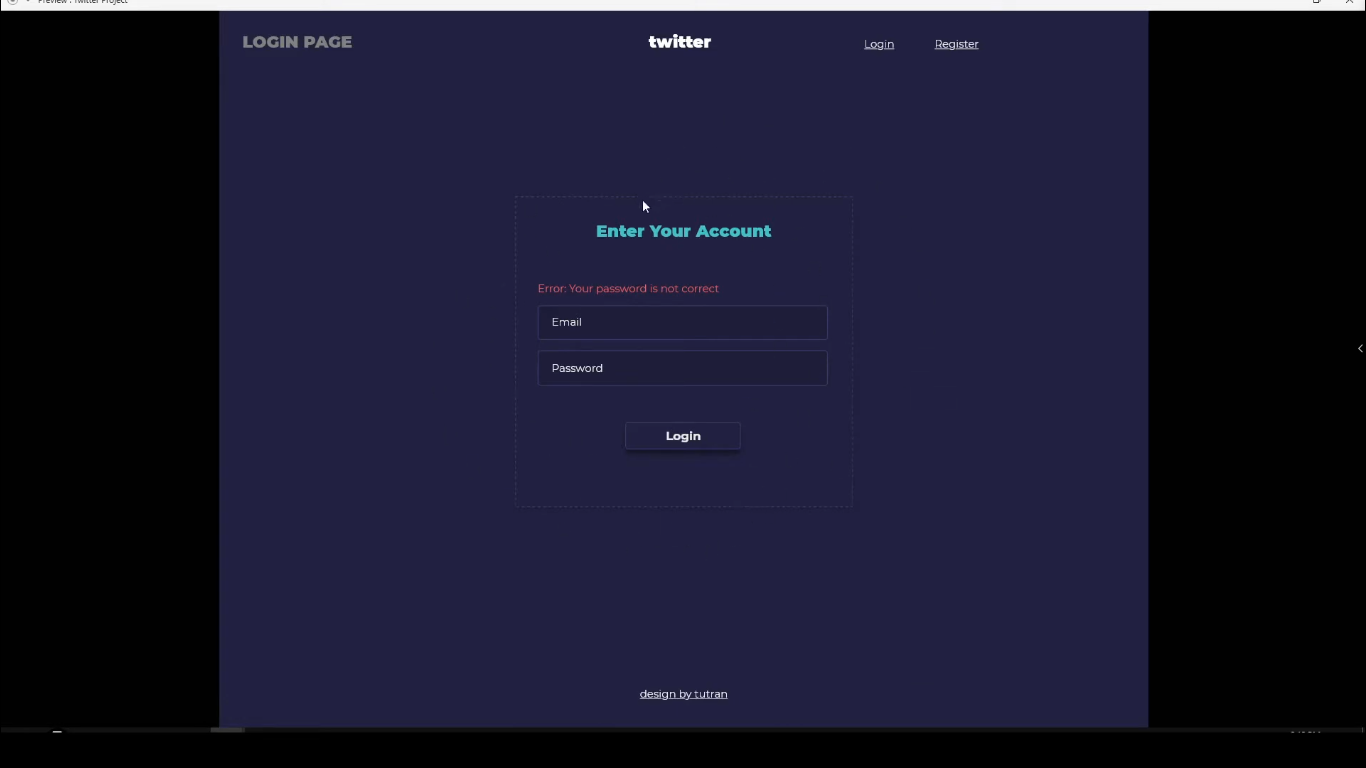 Preview : Twitter Project
LOGIN PAGE
twitter
Login
Register
Enter Your Account
Error: Your password is not correct
Email
Password
Login
design by tutran